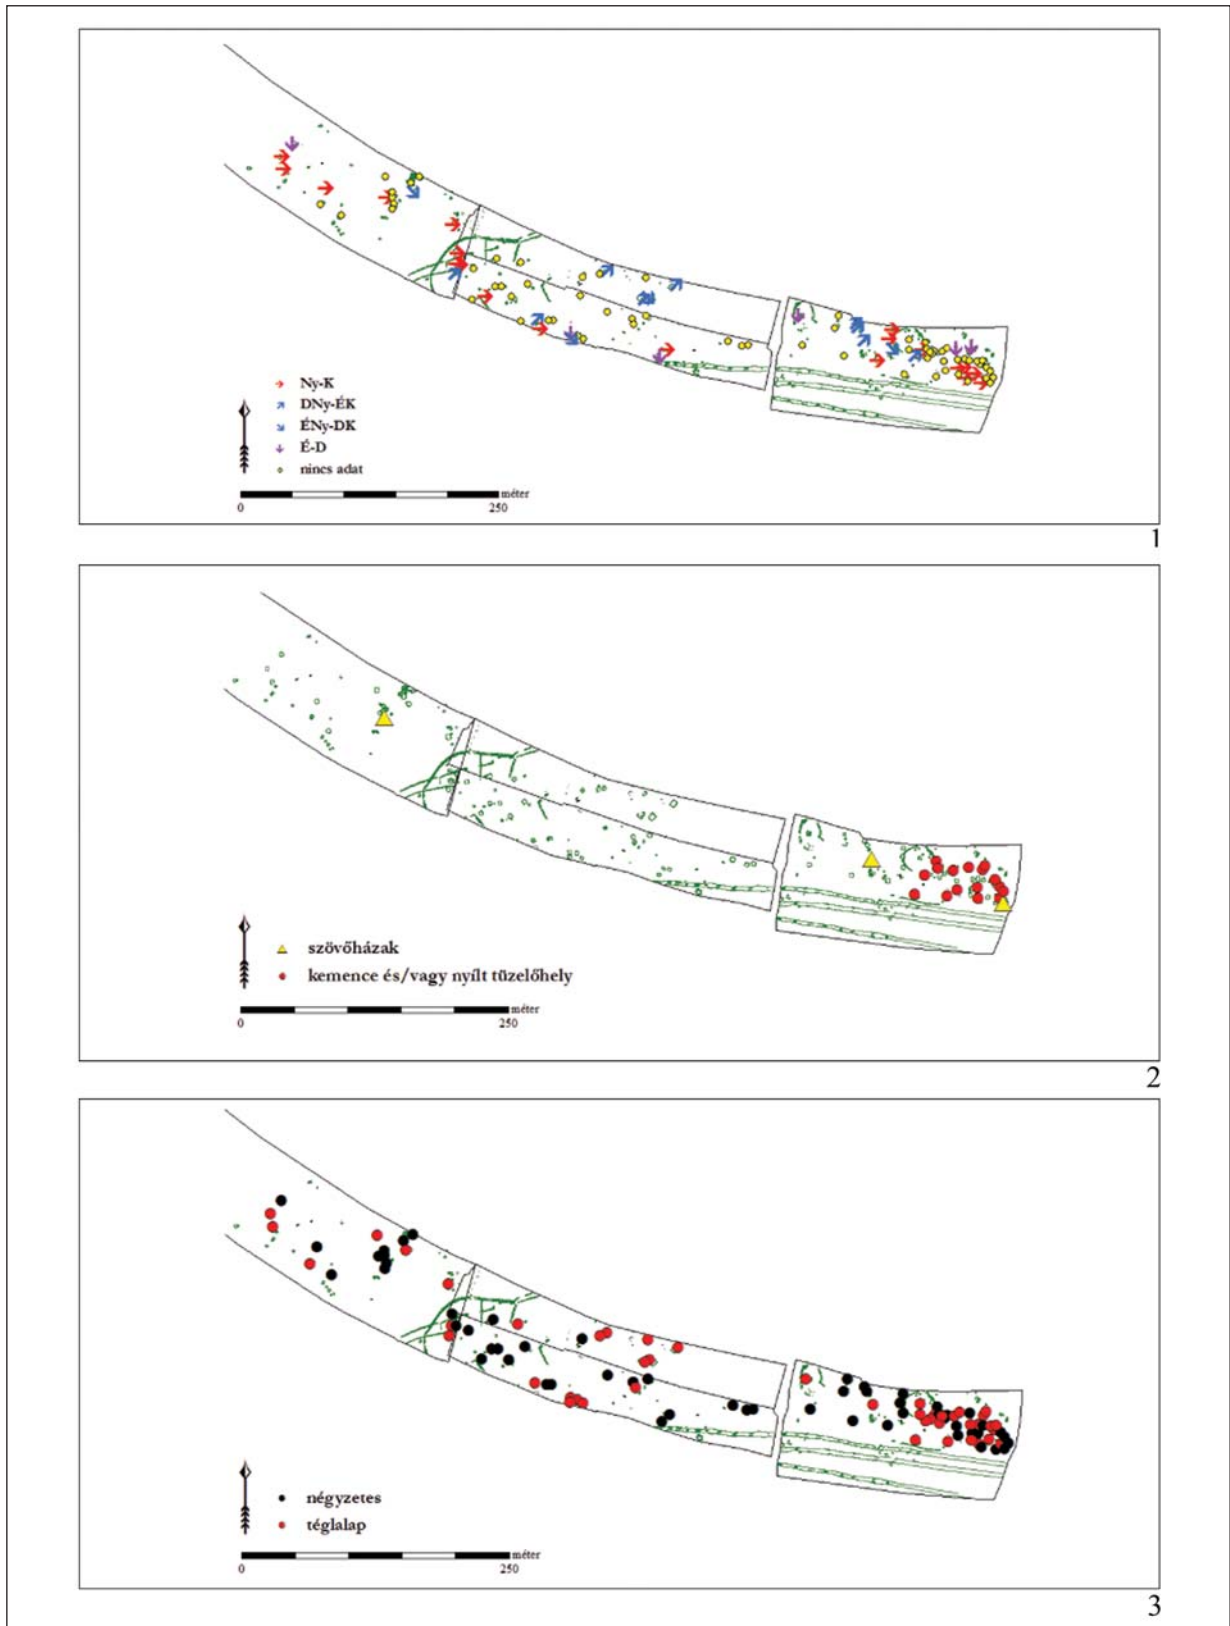 Ny-K
DNy-ÉK
ÉNy-DK
É-D
nincs adat
méter
0 250
1
szövőházak
kemence és/vagy nyílt tüzelőhely
méter
0 250
2
négyzetes
téglalap
méter
0 250
3